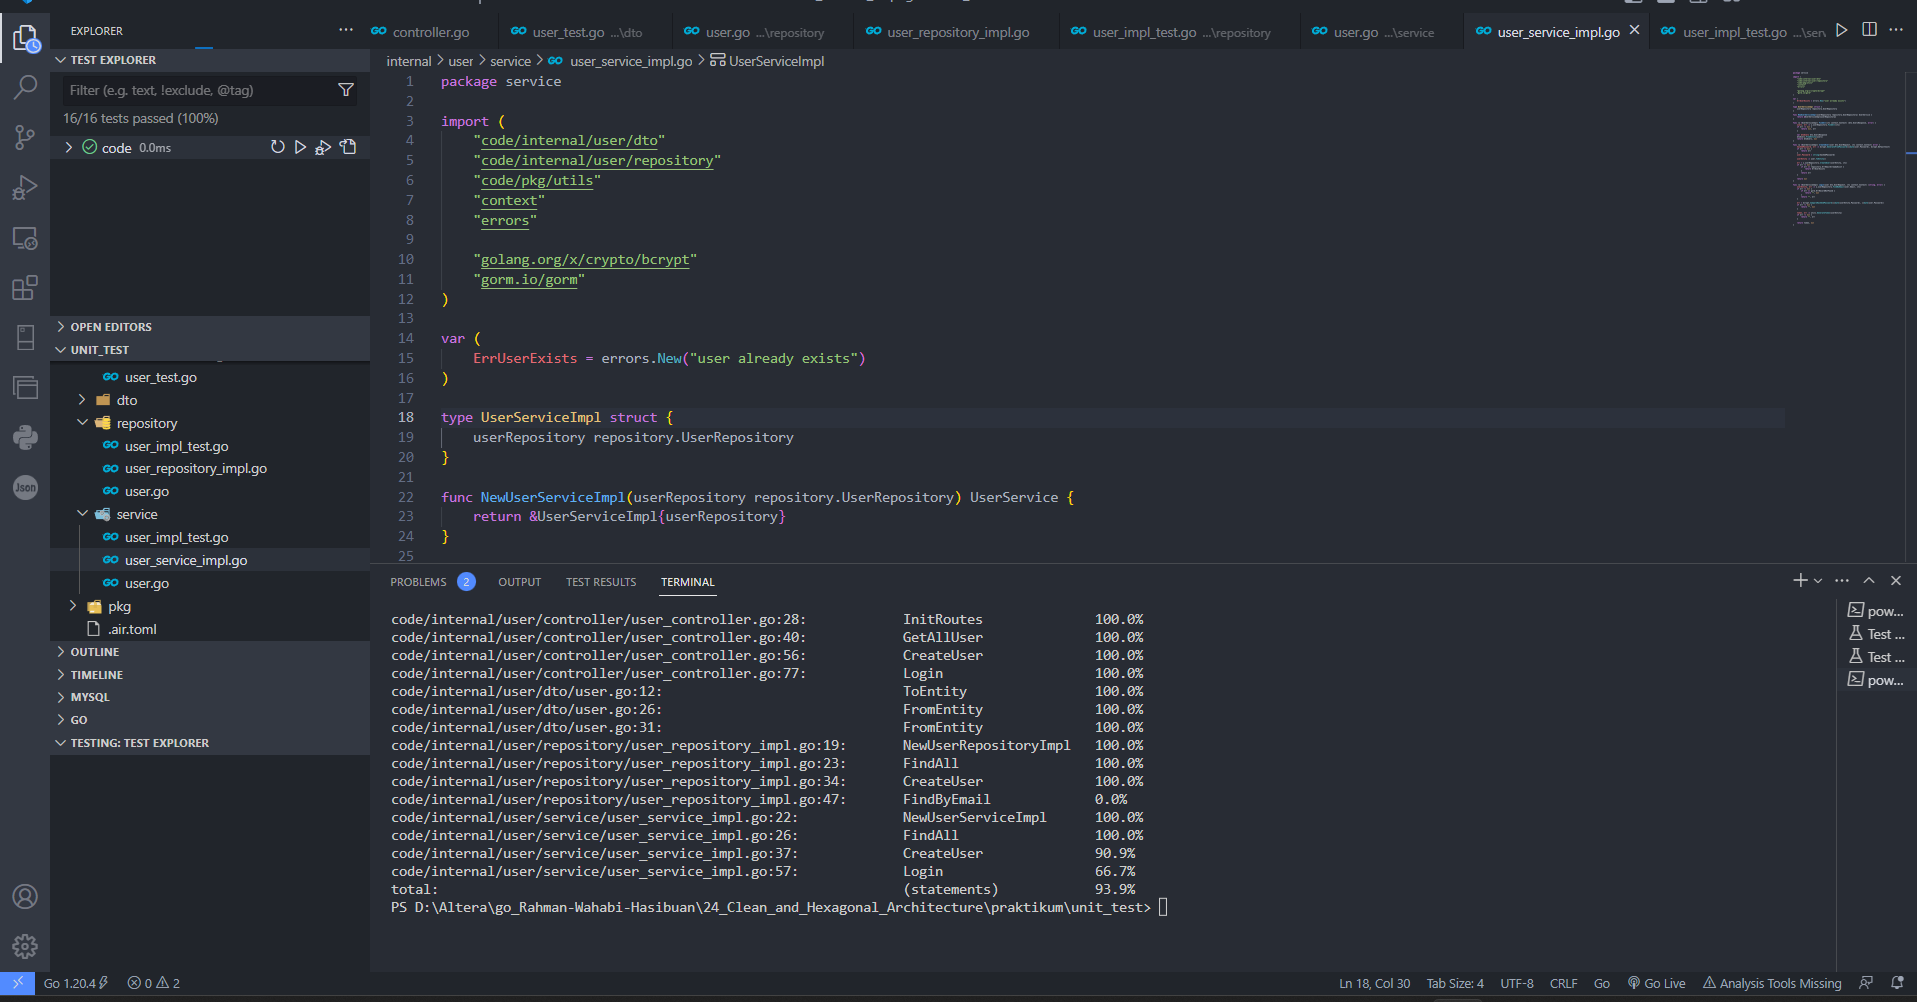 EXPLORER
TEST EXPLORER
Filter (e.g. text, !exclude, @tag)
16/16 tests passed (100%)
code 0.0ms
OPEN EDITORS
UNIT_TEST
user_test.go
dto
repository
user_impl_test.go
user_repository_impl.go
user.go
service
user_impl_test.go
user_service_impl.go
user.go
pkg
.air.toml
OUTLINE
TIMELINE
MYSQL
GO
TESTING: TEST EXPLORER
Json
controller.go
user_test.go ...\dto
user.go ...\repository
user_repository_impl.go
user_impl_test.go ...\repository
user.go ...\service
user_service_impl.go
user_impl_test.go ...\serv
internal > user > service > user_service_impl.go > UserServiceImpl
1 package service
2
3 import (
4 "code/internal/user/dto"
5 "code/internal/user/repository"
6 "code/pkg/utils"
7 "context"
8 "errors"
9
10 "golang.org/x/crypto/bcrypt"
11 "gorm.io/gorm"
12 )
13
14 var (
15 ErrUserExists = errors.New("user already exists")
16 )
17
18 type UserServiceImpl struct {
19 userRepository repository.UserRepository
20 }
21
22 func NewUserServiceImpl(userRepository repository.UserRepository) UserService {
23 return &UserServiceImpl{userRepository}
24 }
25
PROBLEMS 2 OUTPUT TEST RESULTS TERMINAL
code/internal/user/controller/user_controller.go:28: InitRoutes 100.0%
code/internal/user/controller/user_controller.go:40: GetAllUser 100.0%
code/internal/user/controller/user_controller.go:56: CreateUser 100.0%
code/internal/user/controller/user_controller.go:77: Login 100.0%
code/internal/user/dto/user.go:12: ToEntity 100.0%
code/internal/user/dto/user.go:26: FromEntity 100.0%
code/internal/user/dto/user.go:31: FromEntity 100.0%
code/internal/user/repository/user_repository_impl.go:19: NewUserRepositoryImpl 100.0%
code/internal/user/repository/user_repository_impl.go:23: FindAll 100.0%
code/internal/user/repository/user_repository_impl.go:34: CreateUser 100.0%
code/internal/user/repository/user_repository_impl.go:47: FindByEmail 0.0%
code/internal/user/service/user_service_impl.go:22: NewUserServiceImpl 100.0%
code/internal/user/service/user_service_impl.go:26: FindAll 100.0%
code/internal/user/service/user_service_impl.go:37: CreateUser 90.9%
code/internal/user/service/user_service_impl.go:57: Login 66.7%
total: (statements) 93.9%
PS D:\Altera\go_Rahman-Wahabi-Hasibuan\24_Clean_and_Hexagonal_Architecture\praktikum\unit_test>
pow...
Test ...
Test ...
pow...
Go 1.20.4 0 2
Ln 18, Col 30 Tab Size: 4 UTF-8 CRLF Go Go Live Analysis Tools Missing